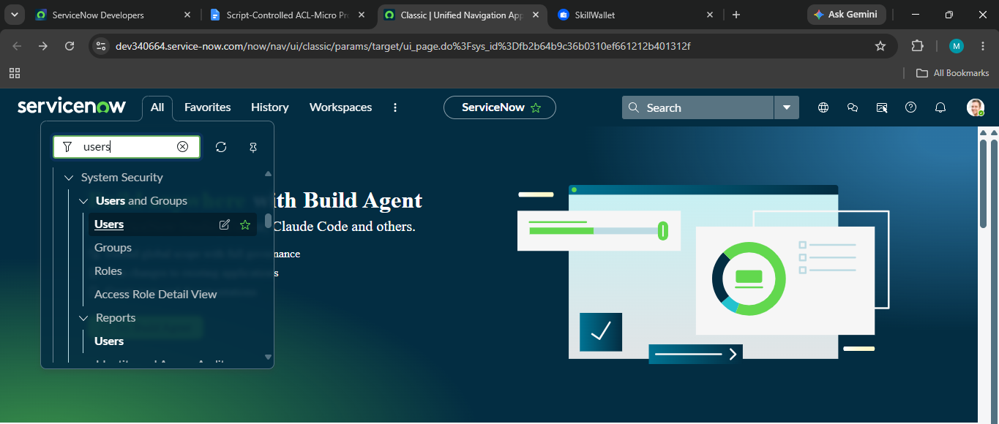 ServiceNow Developers
Script-Controlled ACL-Micro Pr
Classic | Unified Navigation App
SkillWallet
Ask Gemini
dev340664.service-now.com/now/nav/ui/classic/params/target/ui_page.do%3Fsys_id%3Dfb2b64b9c36b0310ef661212b401312f
M
All Bookmarks
servicenow
All
Favorites
History
Workspaces
ServiceNow
Search
users
System Security
Users and Groups
ith Build Agent
Users
Claude Code and others.
Groups
nance
Roles
s
Access Role Detail View
Reports
Users